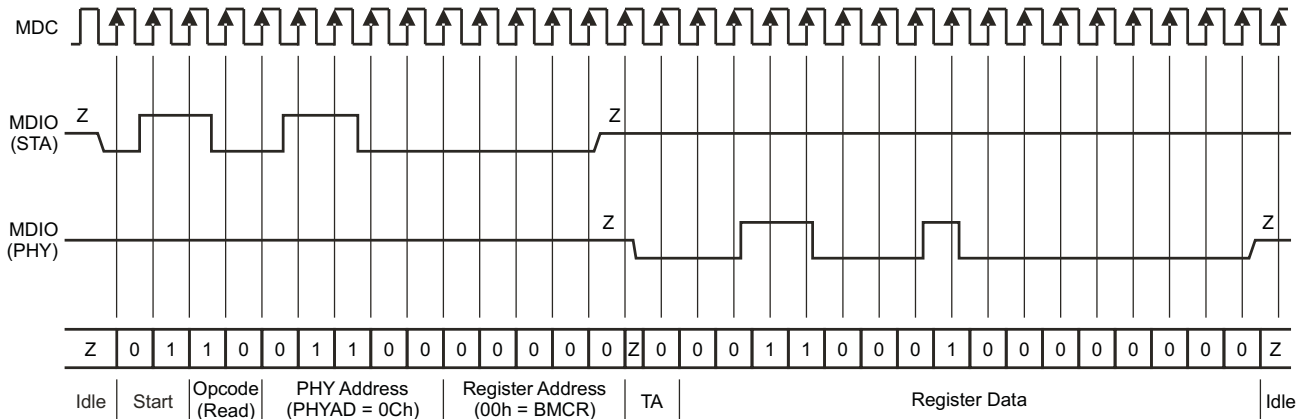 MDC
Z Z
MDIO
(STA)
MDIO
(PHY)
Z Z
Z 0 1 1 0 0 1 1 0 0 0 0 0 0 0 Z 0 0 0 1 1 0 0 0 1 0 0 0 0 0 0 0 0 Z
Idle Start Opcode (Read) PHY Address (PHYAD = 0Ch) Register Address (00h = BMCR) TA Register Data Idle